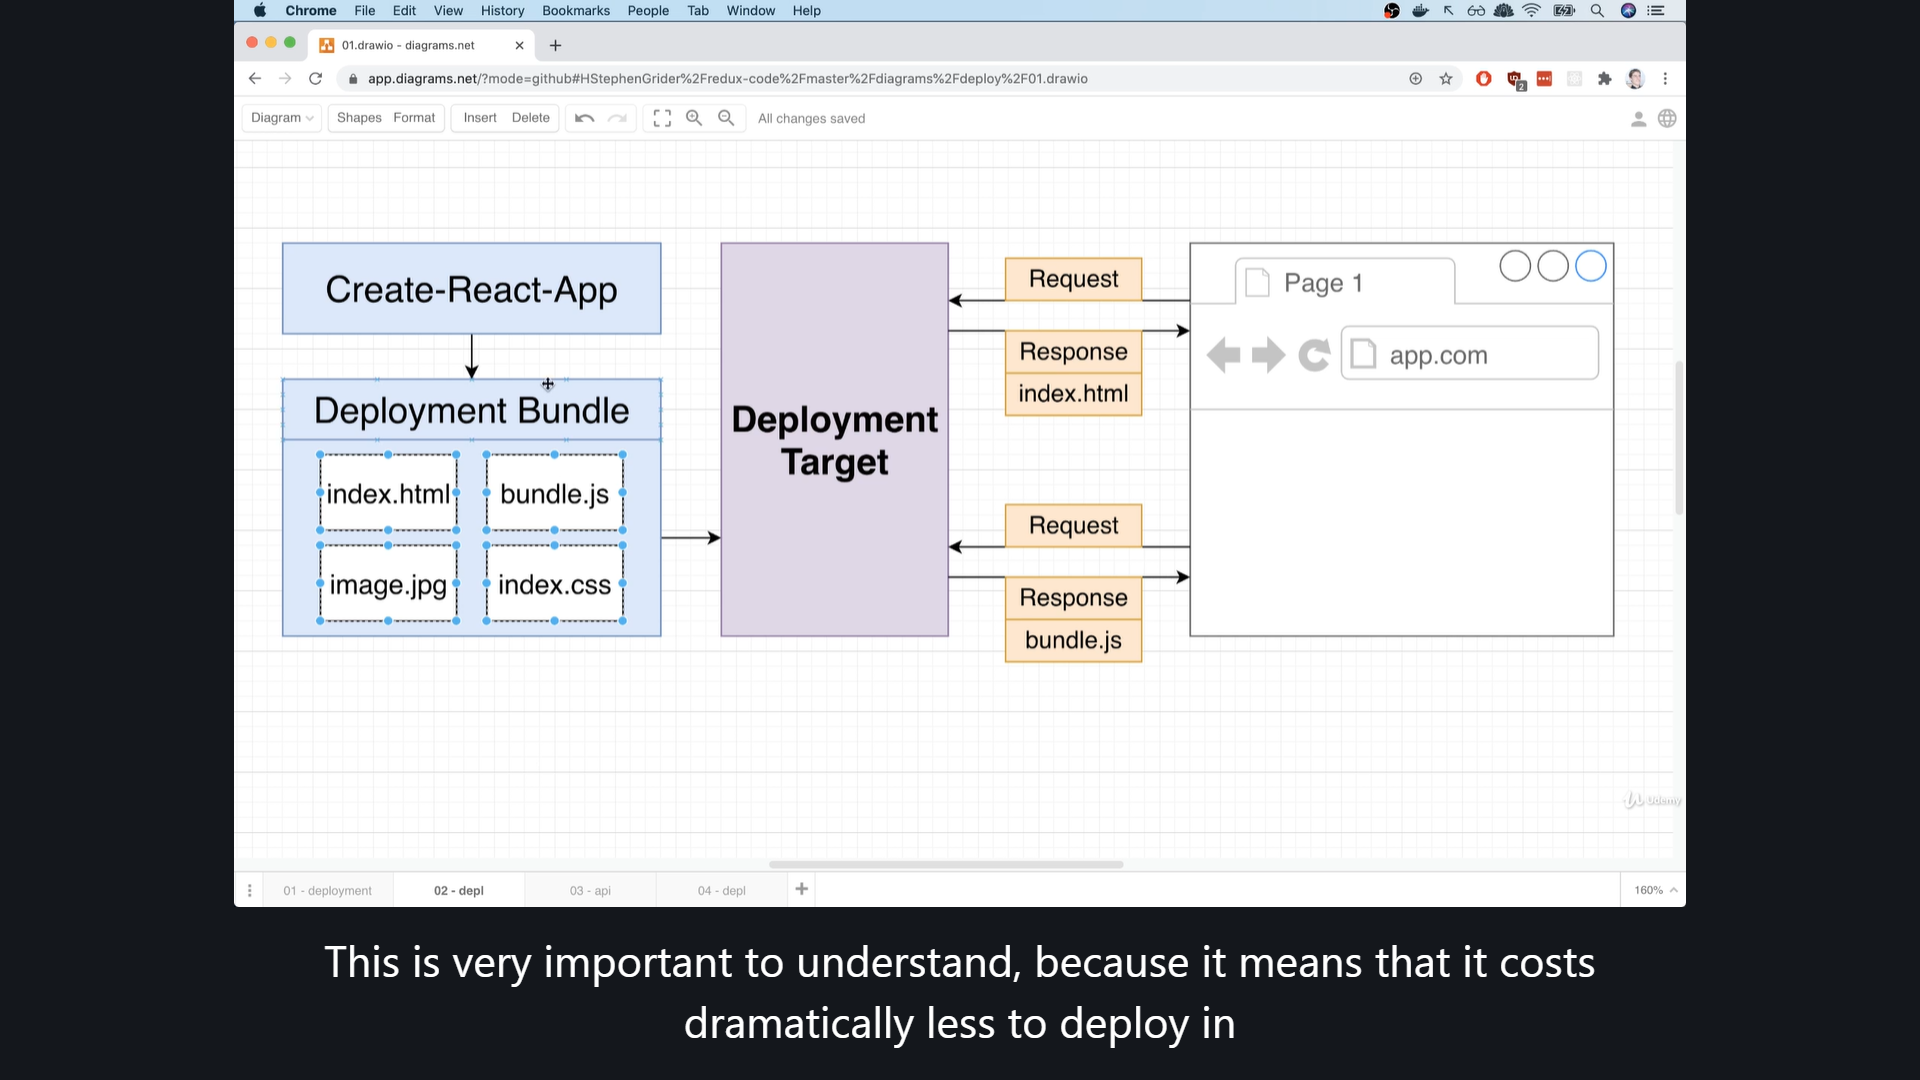 Chrome File Edit View History Bookmarks People Tab Window Help
01.drawio - diagrams.net
app.diagrams.net/?mode=github#HStephenGrider%2Fredux-code%2Fmaster%2Fdiagrams%2Fdeploy%2F01.drawio
2
Diagram Shapes Format Insert Delete All changes saved
Create-React-App
Deployment Bundle
index.html bundle.js
image.jpg index.css
Deployment
Target
Request
Response
index.html
Request
Response
bundle.js
Page 1
app.com
Udemy
01 - deployment 02 - depl 03 - api 04 - depl 160%
This is very important to understand, because it means that it costs
dramatically less to deploy in